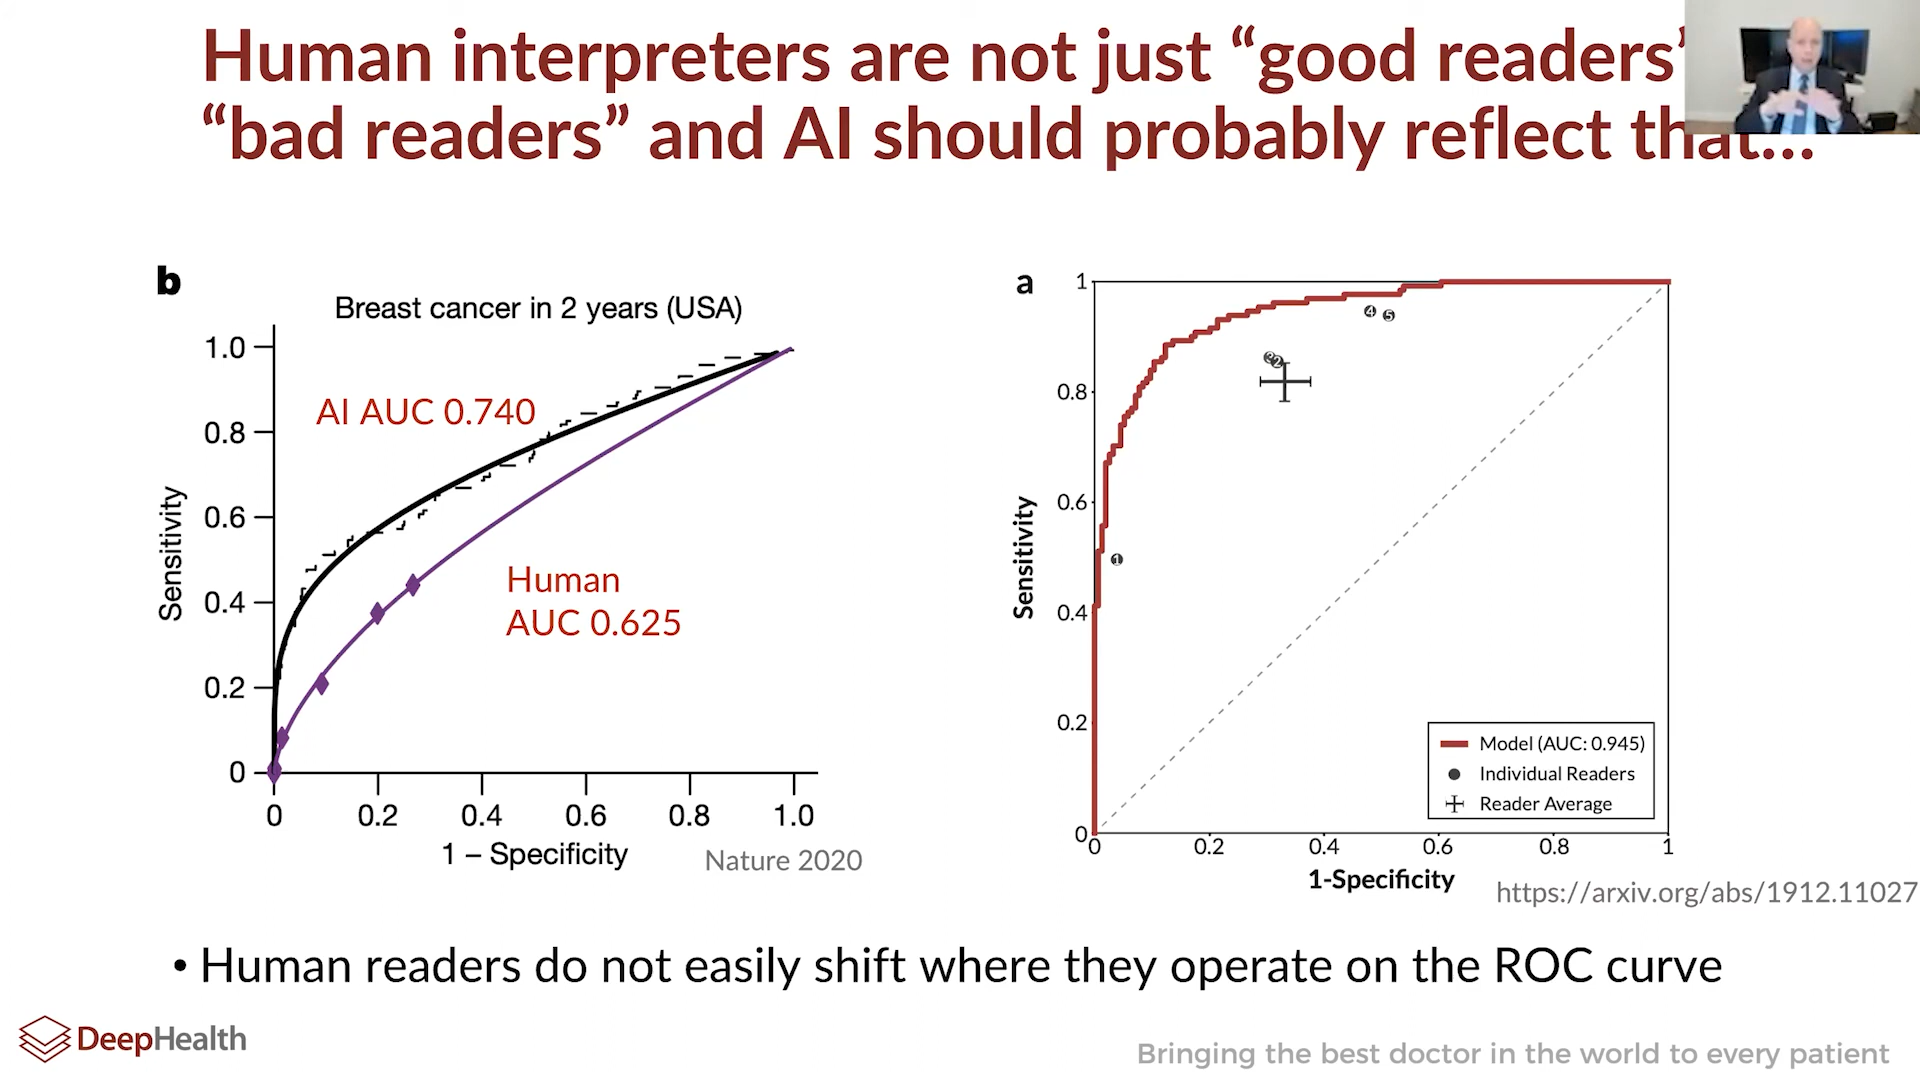 Human interpreters are not just “good readers”
“bad readers” and AI should probably reflect that...
b
Breast cancer in 2 years (USA)
1.0
0.8
0.6
0.4
0.2
0
Sensitivity
AI AUC 0.740
Human
AUC 0.625
0 0.2 0.4 0.6 0.8 1.0
1 – Specificity
Nature 2020
a
1
0.8
0.6
0.4
0.2
0
Sensitivity
4 5
3 2
1
Model (AUC: 0.945)
Individual Readers
Reader Average
0 0.2 0.4 0.6 0.8 1
1-Specificity
https://arxiv.org/abs/1912.11027
• Human readers do not easily shift where they operate on the ROC curve
DeepHealth
Bringing the best doctor in the world to every patient